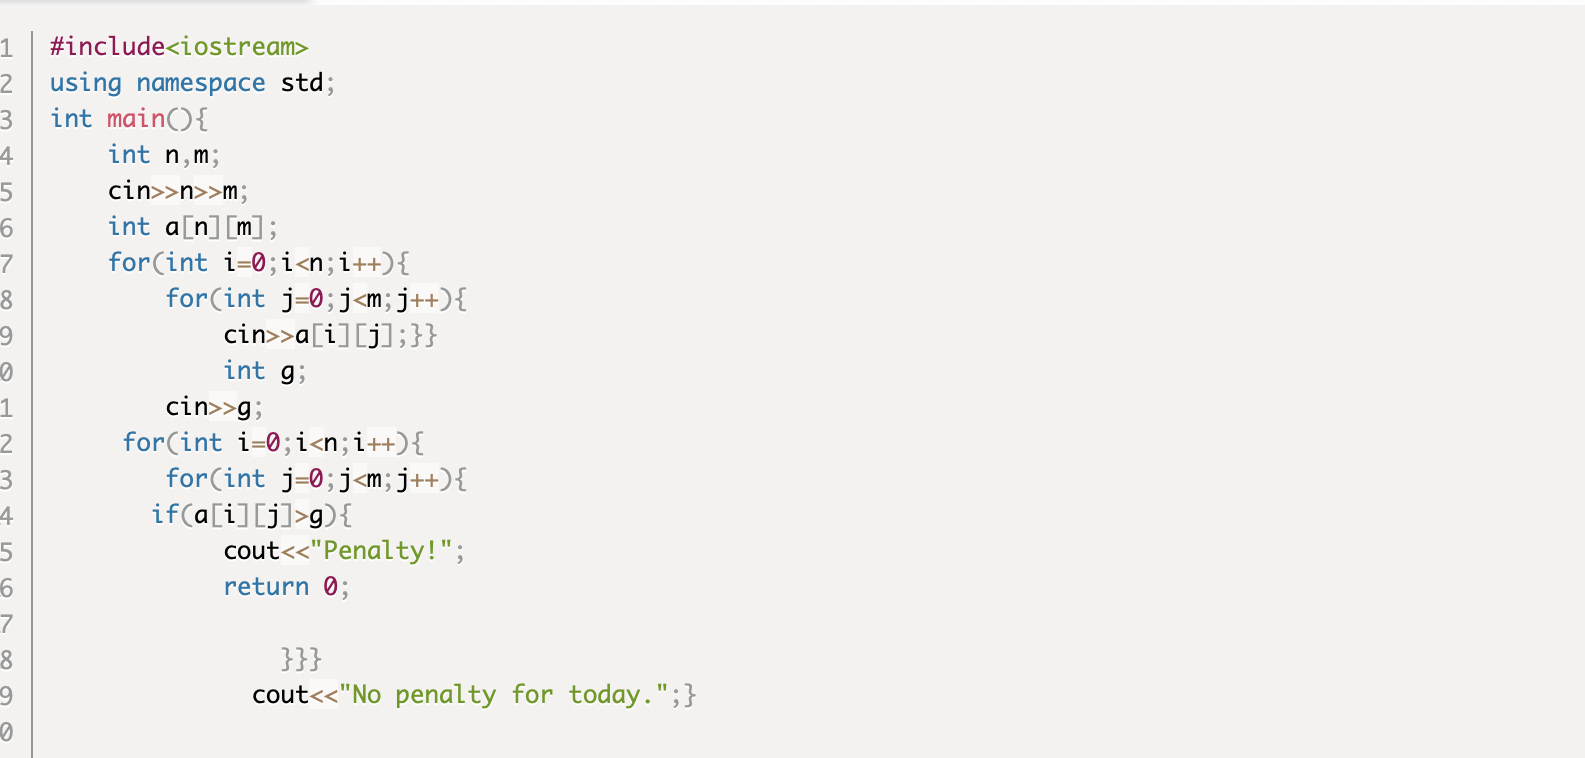 1 #include<iostream>
2 using namespace std;
3 int main(){
4     int n,m;
5     cin>>n>>m;
6     int a[n][m];
7     for(int i=0;i<n;i++){
8         for(int j=0;j<m;j++){
9             cin>>a[i][j];}}
0             int g;
1         cin>>g;
2      for(int i=0;i<n;i++){
3         for(int j=0;j<m;j++){
4        if(a[i][j]>g){
5             cout<<"Penalty!";
6             return 0;
7
8                 }}}
9               cout<<"No penalty for today.";}
0